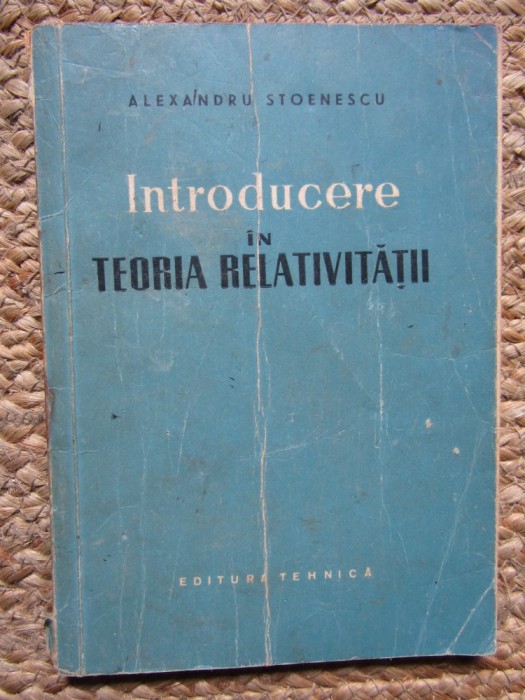 ALEXANDRU STOENESCU
Introducere
ÎN
TEORIA RELATIVITĂȚII
EDITURA TEHNICĂ